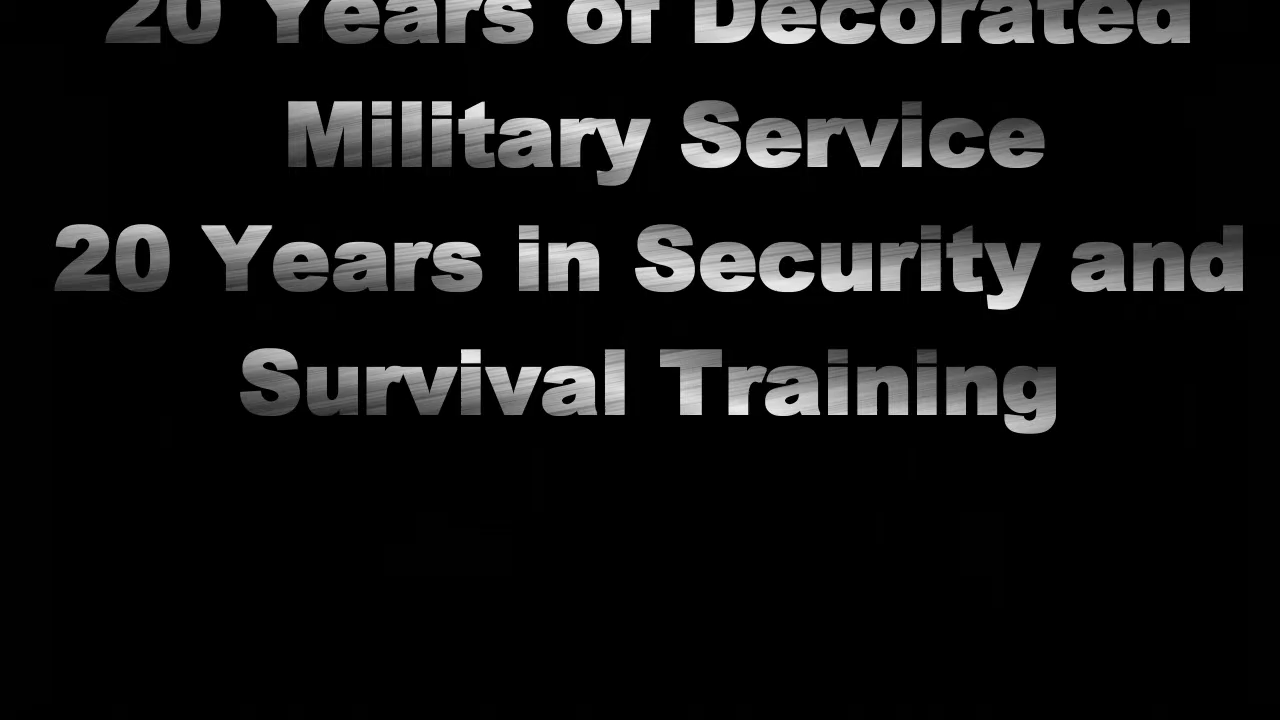 20 Years of Decorated
Military Service
20 Years in Security and
Survival Training